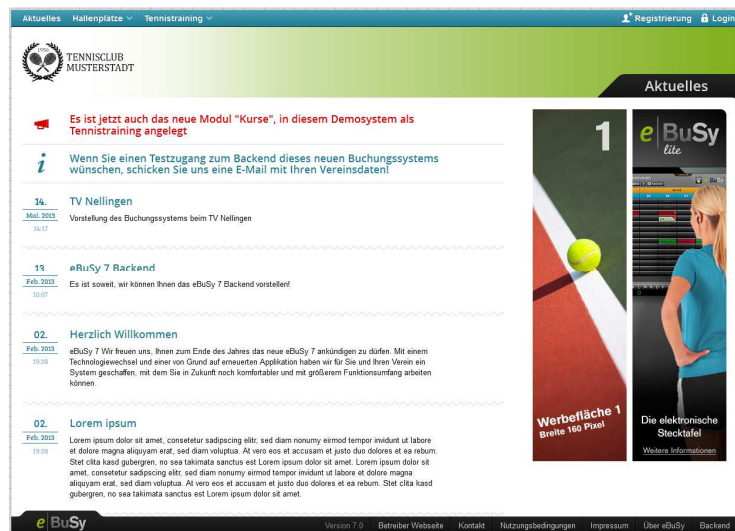 Aktuelles Hallenplätze Tennistraining Registrierung Login
1950
TENNISCLUB
MUSTERSTADT
Aktuelles
Es ist jetzt auch das neue Modul "Kurse", in diesem Demosystem als
Tennistraining angelegt
Wenn Sie einen Testzugang zum Backend dieses neuen Buchungssystems
wünschen, schicken Sie uns eine E-Mail mit Ihren Vereinsdaten!
14.
Mai. 2013
14:17
TV Nellingen
Vorstellung des Buchungssystems beim TV Nellingen
13.
Feb. 2013
10:07
eBuSy 7 Backend
Es ist soweit, wir können Ihnen das eBuSy 7 Backend vorstellen!
02.
Feb. 2013
19:28
Herzlich Willkommen
eBuSy 7 Wir freuen uns, Ihnen zum Ende des Jahres das neue eBuSy 7 ankündigen zu dürfen. Mit einem
Technologiewechsel und einer von Grund auf erneuerten Applikation haben wir für Sie und Ihren Verein ein
System geschaffen, mit dem Sie in Zukunft noch komfortabler und mit größerem Funktionsumfang arbeiten
können.
02.
Feb. 2013
19:28
Lorem ipsum
Lorem ipsum dolor sit amet, consetetur sadipscing elitr, sed diam nonumy eirmod tempor invidunt ut labore
et dolore magna aliquyam erat, sed diam voluptua. At vero eos et accusam et justo duo dolores et ea rebum.
Stet clita kasd gubergren, no sea takimata sanctus est Lorem ipsum dolor sit amet. Lorem ipsum dolor sit
amet, consetetur sadipscing elitr, sed diam nonumy eirmod tempor invidunt ut labore et dolore magna
aliquyam erat, sed diam voluptua. At vero eos et accusam et justo duo dolores et ea rebum. Stet clita kasd
gubergren, no sea takimata sanctus est Lorem ipsum dolor sit amet.
1
Werbefläche 1
Breite 160 Pixel
e BuSy
lite
Die elektronische
Stecktafel
Weitere Informationen
e BuSy
Version 7.0 Betreiber Webseite Kontakt Nutzungsbedingungen Impressum Über eBuSy Backend